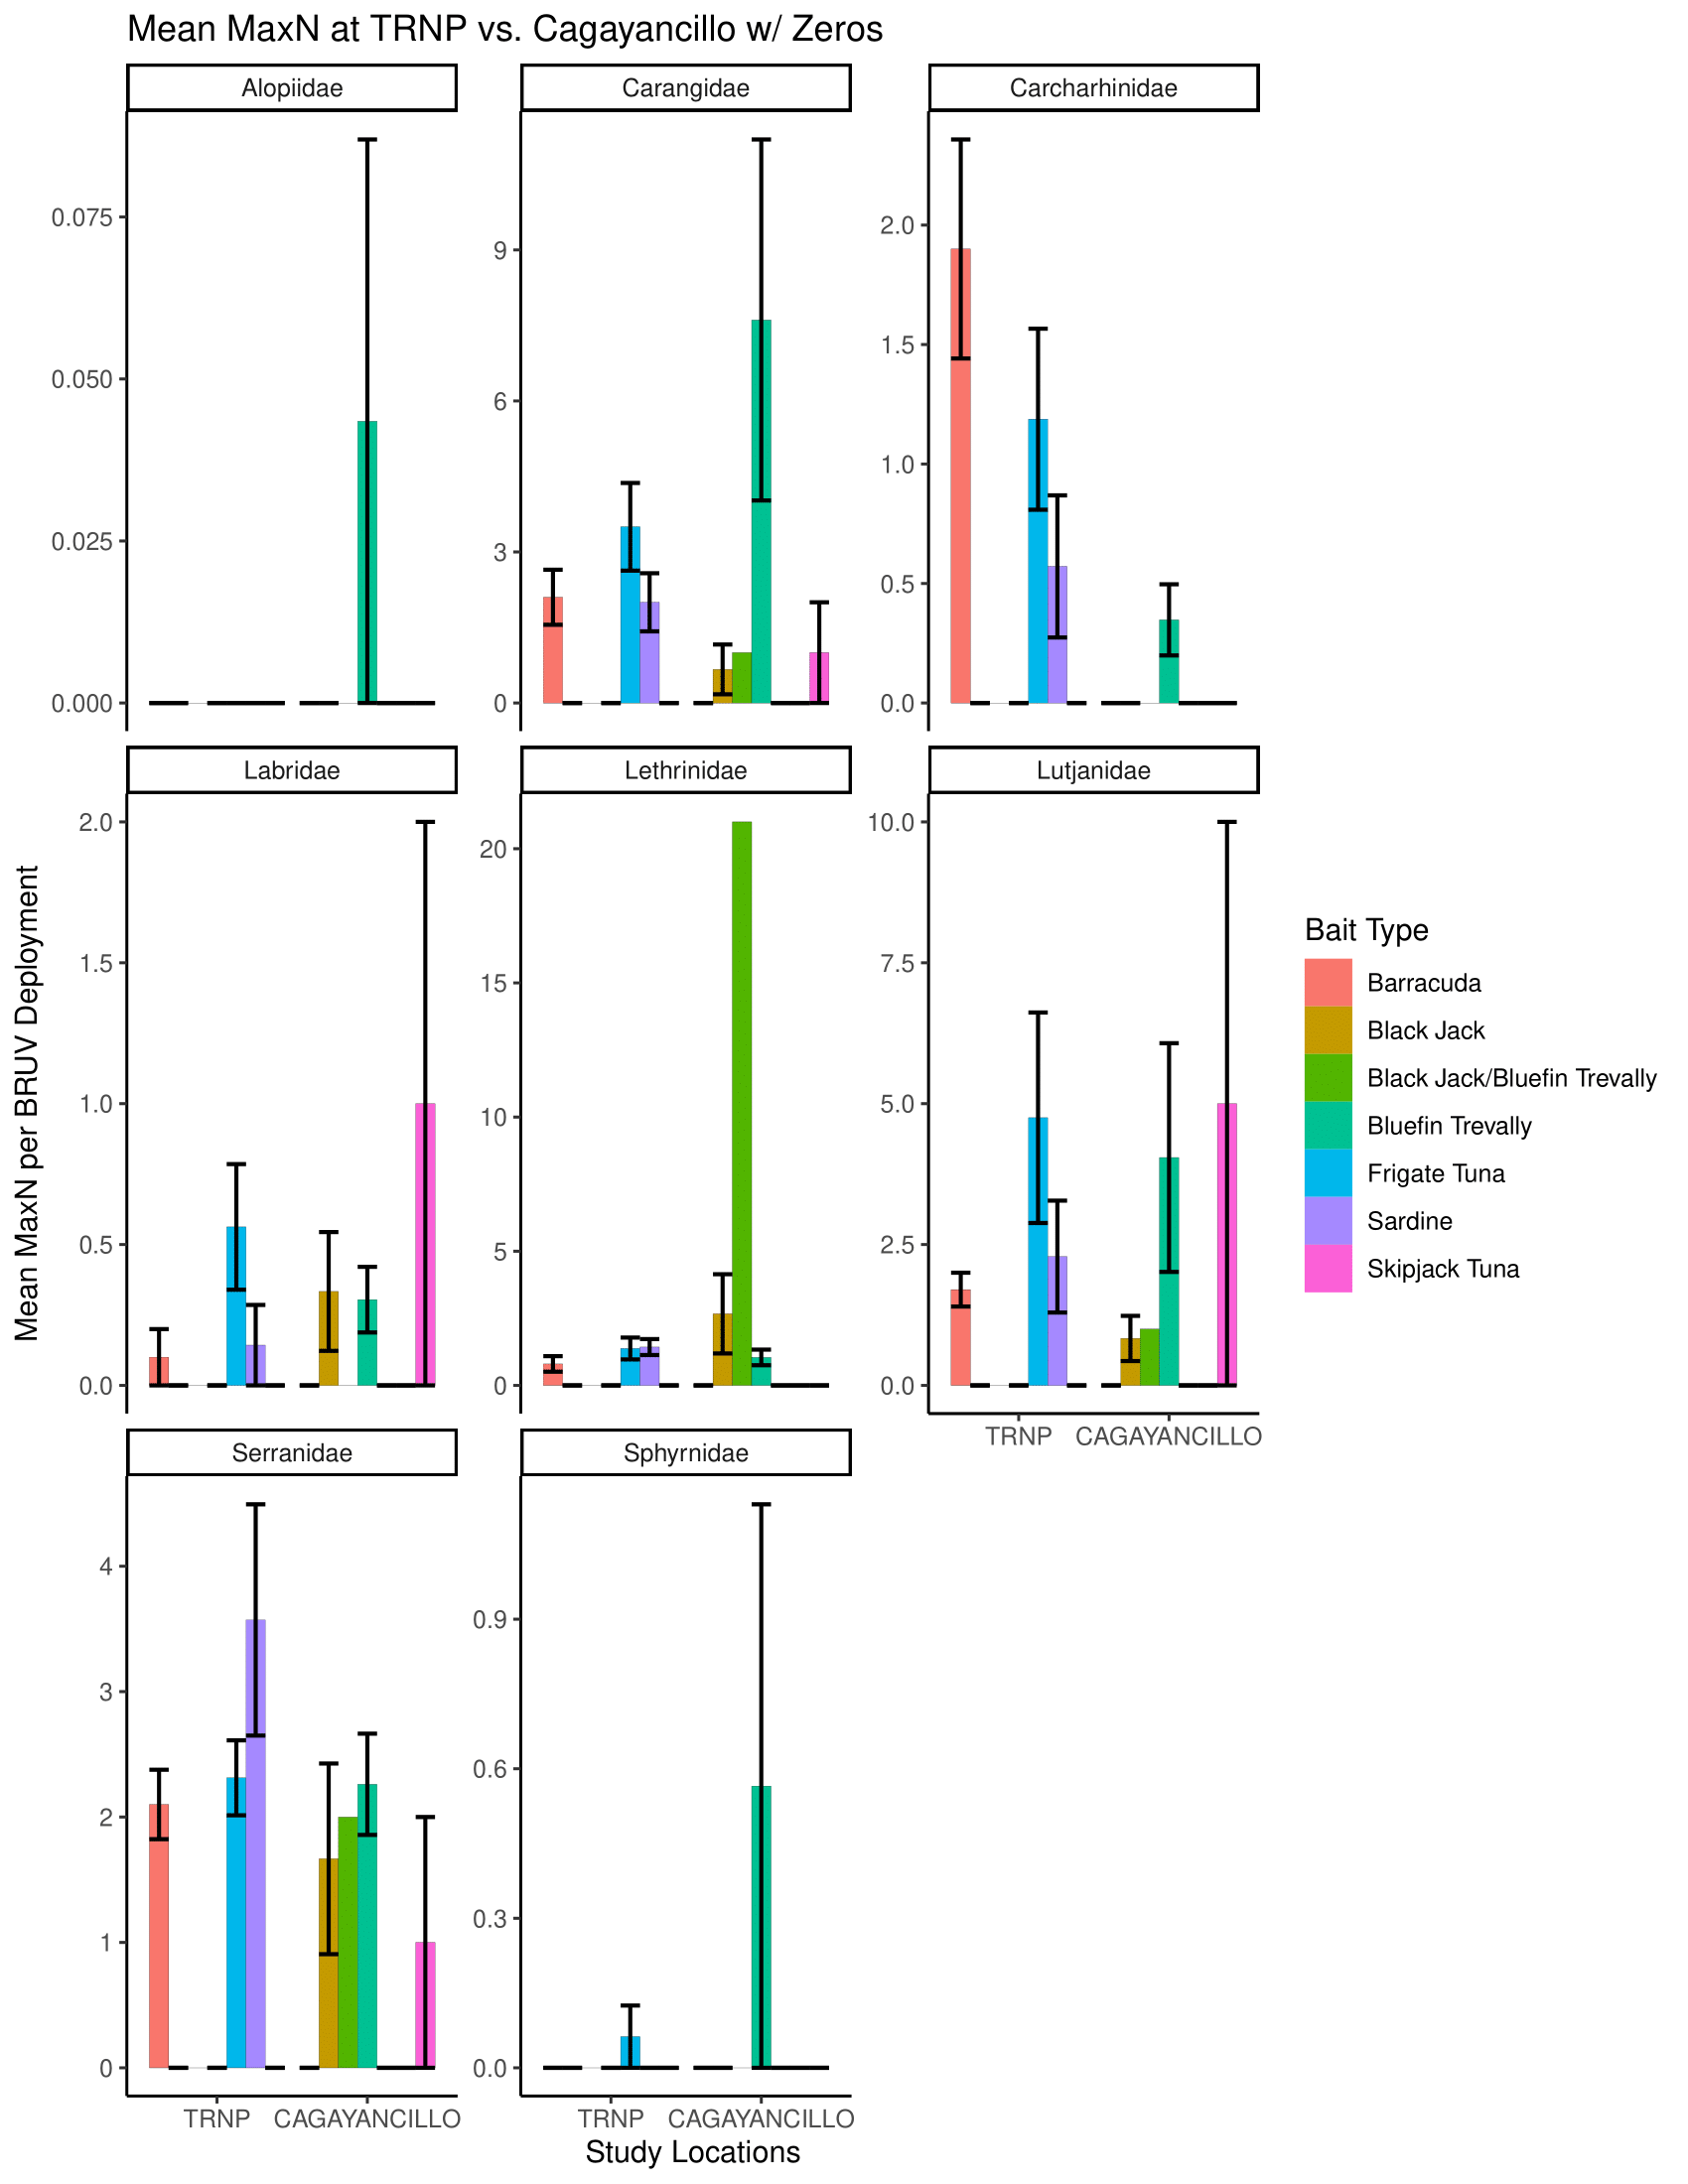 Mean MaxN at TRNP vs. Cagayancillo w/ Zeros
Alopiidae
Carangidae
Carcharhinidae
0.075
0.050
0.025
0.000
9
6
3
0
2.0
1.5
1.0
0.5
0.0
Labridae
Lethrinidae
Lutjanidae
2.0
1.5
1.0
0.5
0.0
20
15
10
5
0
10.0
7.5
5.0
2.5
0.0
TRNP
CAGAYANCILLO
Serranidae
Sphyrnidae
4
3
2
1
0
0.9
0.6
0.3
0.0
TRNP
CAGAYANCILLO
TRNP
CAGAYANCILLO
Study Locations
Mean MaxN per BRUV Deployment
Bait Type
Barracuda
Black Jack
Black Jack/Bluefin Trevally
Bluefin Trevally
Frigate Tuna
Sardine
Skipjack Tuna